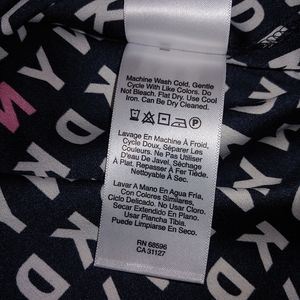 Machine Wash Cold. Gentle
Cycle With Like Colors. Do
Not Bleach. Flat Dry. Use Cool
Iron. Can Be Dry Cleaned.
P
Lavage En Machine À Froid,
Cycle Doux, Séparer Les
Couleurs. Ne Pas Utiliser
D'eau De Javel, Séchage
À Plat. Repasser À Fer Tiède.
Nettoyable À Sec.
Lavar A Mano En Agua Fría,
Con Colores Similares,
Ciclo Delicado. No Usar Cloro.
Secar Extendido En Plano.
Usar Plancha Tibia. Se
Puede Limpiar En Seco.
RN 68596
CA 31127